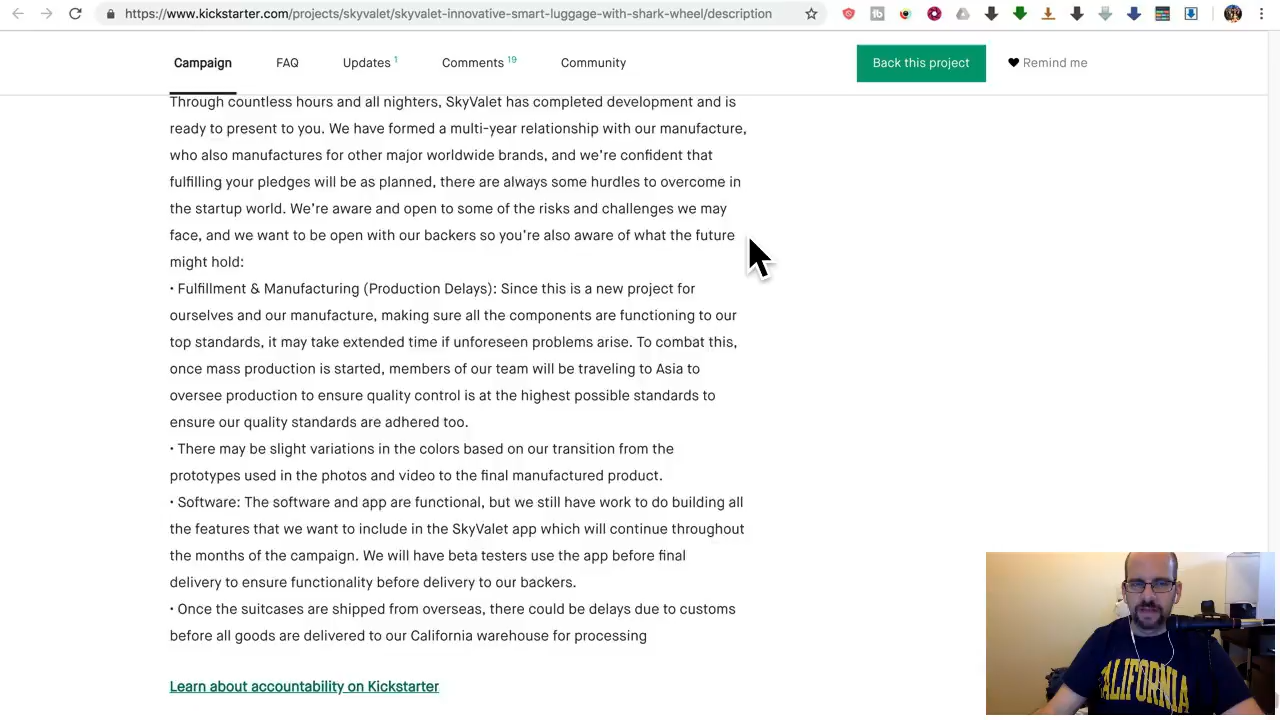 https://www.kickstarter.com/projects/skyvalet/skyvalet-innovative-smart-luggage-with-shark-wheel/description
Campaign FAQ Updates 1 Comments 19 Community Back this project Remind me
Through countless hours and all nighters, SkyValet has completed development and is
ready to present to you. We have formed a multi-year relationship with our manufacture,
who also manufactures for other major worldwide brands, and we're confident that
fulfilling your pledges will be as planned, there are always some hurdles to overcome in
the startup world. We're aware and open to some of the risks and challenges we may
face, and we want to be open with our backers so you're also aware of what the future
might hold:
• Fulfillment & Manufacturing (Production Delays): Since this is a new project for
ourselves and our manufacture, making sure all the components are functioning to our
top standards, it may take extended time if unforeseen problems arise. To combat this,
once mass production is started, members of our team will be traveling to Asia to
oversee production to ensure quality control is at the highest possible standards to
ensure our quality standards are adhered too.
• There may be slight variations in the colors based on our transition from the
prototypes used in the photos and video to the final manufactured product.
• Software: The software and app are functional, but we still have work to do building all
the features that we want to include in the SkyValet app which will continue throughout
the months of the campaign. We will have beta testers use the app before final
delivery to ensure functionality before delivery to our backers.
• Once the suitcases are shipped from overseas, there could be delays due to customs
before all goods are delivered to our California warehouse for processing
Learn about accountability on Kickstarter
CALIFORNIA